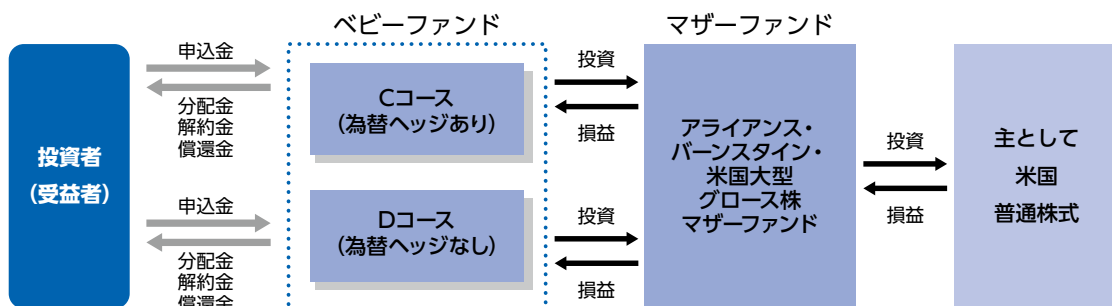 ベビーファンド
マザーファンド
投資者
(受益者)
申込金
分配金
解約金
償還金
申込金
分配金
解約金
償還金
Cコース
(為替ヘッジあり)
Dコース
(為替ヘッジなし)
投資
損益
投資
損益
アライアンス・
バーンスタイン・
米国大型
グロース株
マザーファンド
投資
損益
主として
米国
普通株式